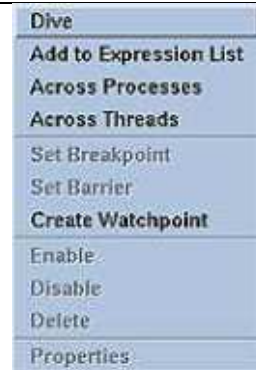 Dive
Add to Expression List
Across Processes
Across Threads
Set Breakpoint
Set Barrier
Create Watchpoint
Enable
Disable
Delete
Properties